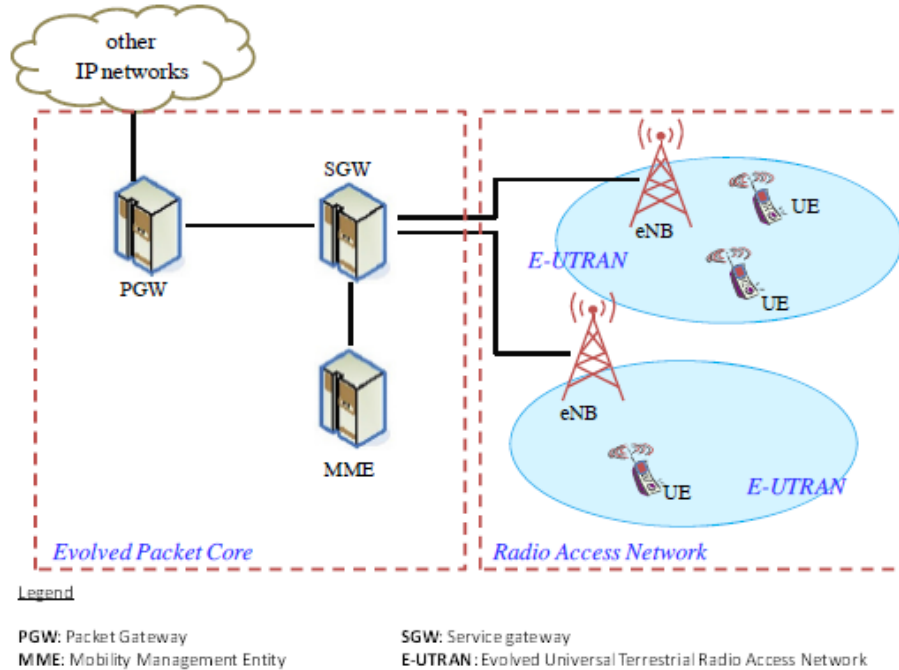 other
IP networks
SGW
PGW
MME
eNB
UE
E-UTRAN
UE
eNB
UE
E-UTRAN
Evolved Packet Core
Radio Access Network
Legend
PGW: Packet Gateway
SGW: Service gateway
MME: Mobility Management Entity
E-UTRAN: Evolved Universal Terrestrial Radio Access Network